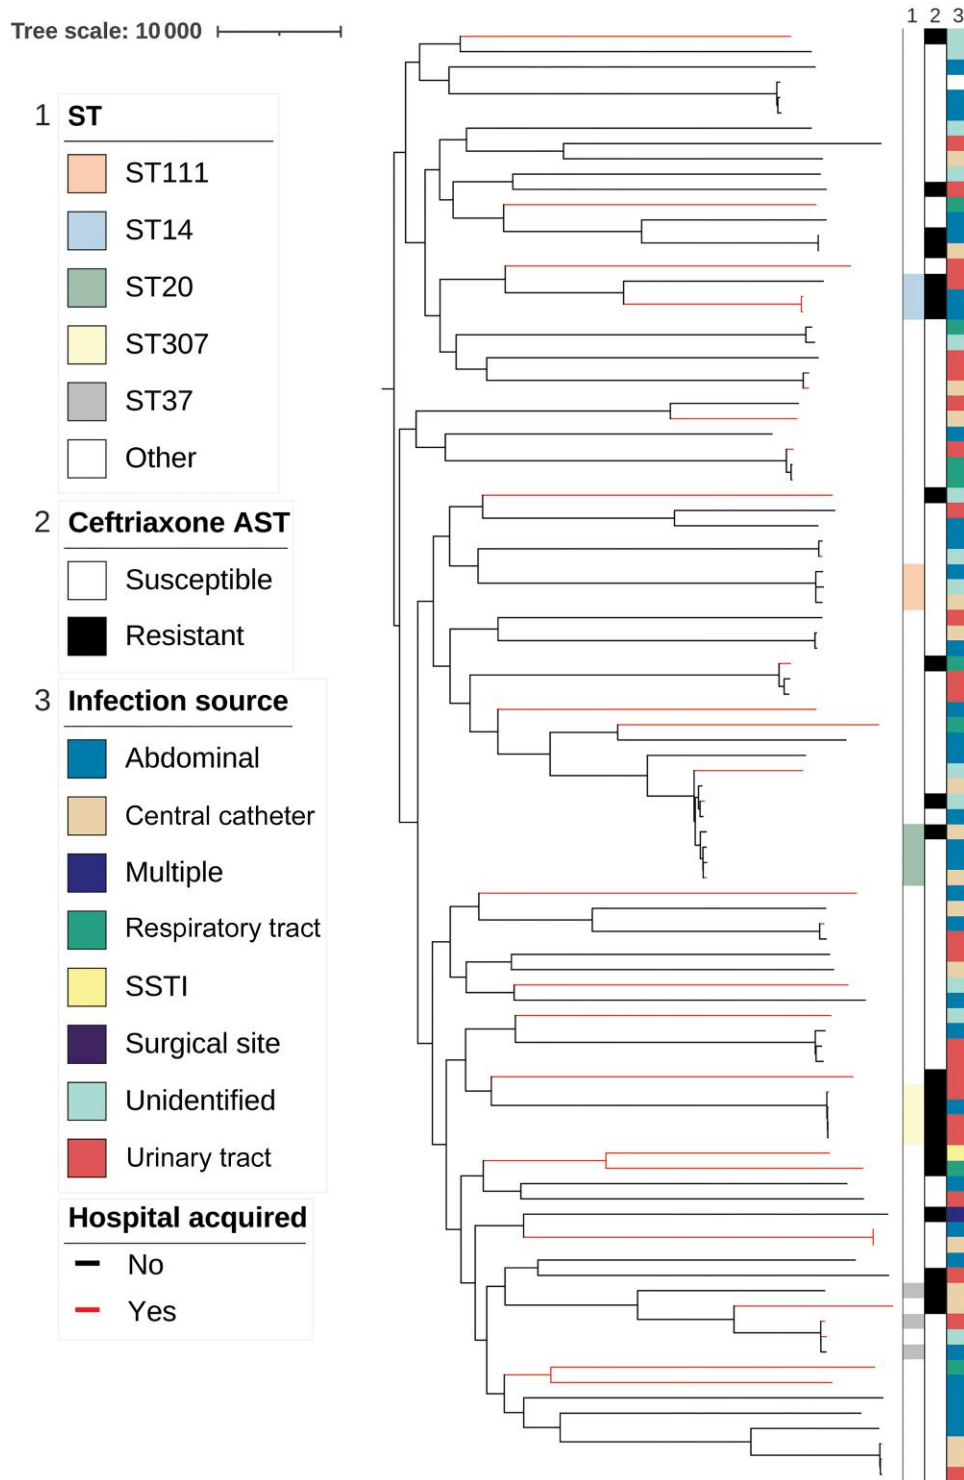 1 2 3
Tree scale: 10 000
1 ST
ST111
ST14
ST20
ST307
ST37
Other
2 Ceftriaxone AST
Susceptible
Resistant
3 Infection source
Abdominal
Central catheter
Multiple
Respiratory tract
SSTI
Surgical site
Unidentified
Urinary tract
Hospital acquired
No
Yes